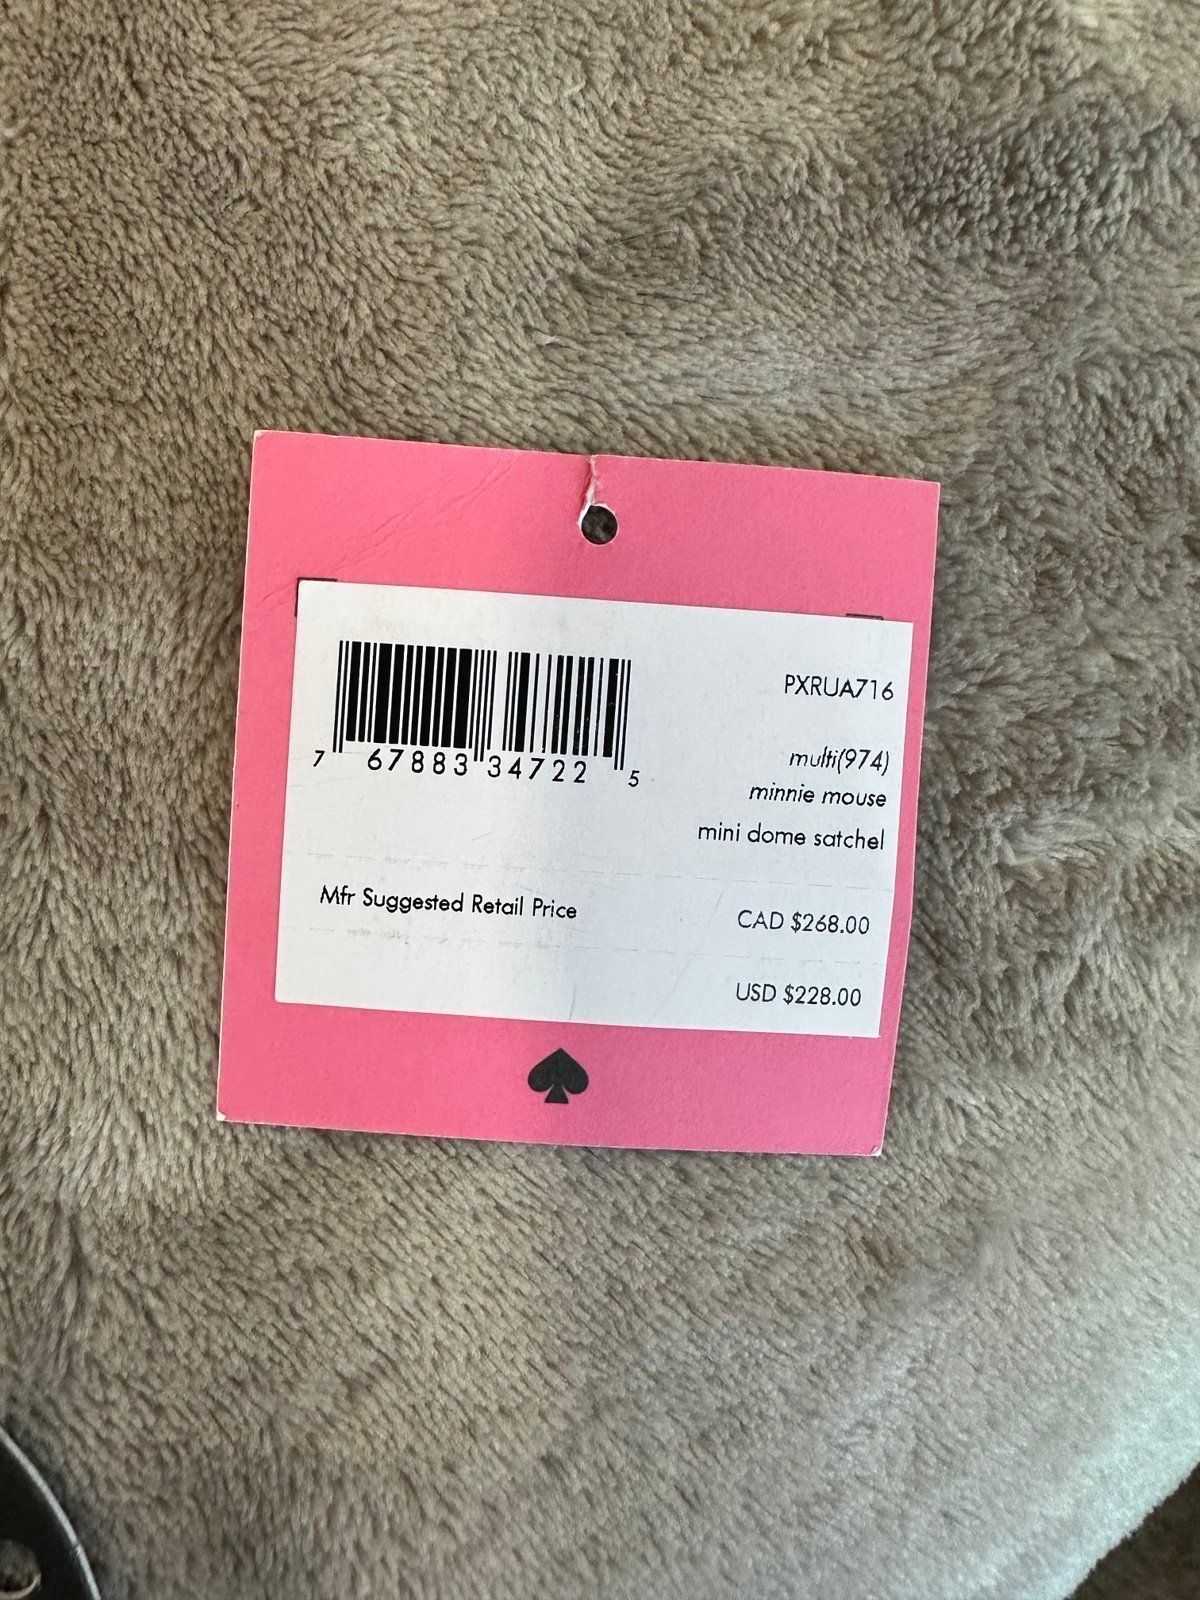 PXRUA716
7 67883 34722 5
multi(974)
minnie mouse
mini dome satchel
Mfr Suggested Retail Price
CAD $268.00
USD $228.00